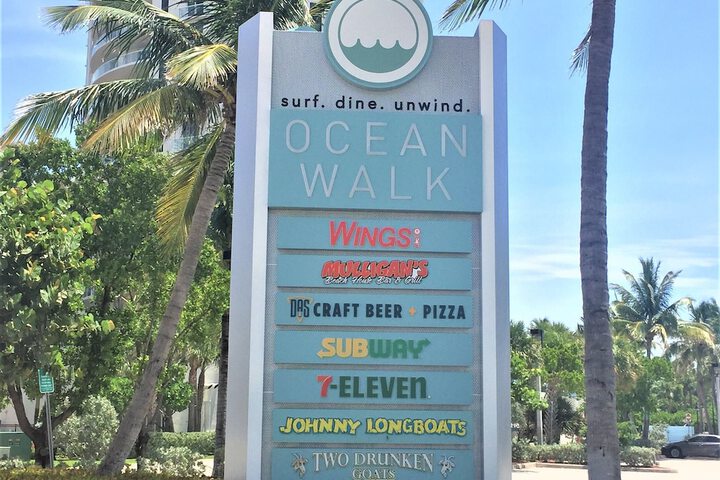 surf. dine. unwind.
OCEAN
WALK
WINGS
MULLIGAN'S
Beach House Bar & Grill
DAS CRAFT BEER + PIZZA
SUBWAY
7-ELEVEN
JOHNNY LONGBOATS
TWO DRUNKEN
GOATS